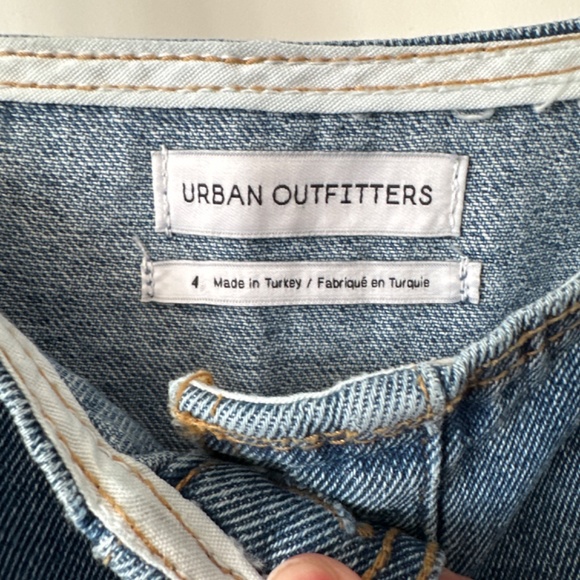 URBAN OUTFITTERS
4 Made in Turkey / Fabriqué en Turquie